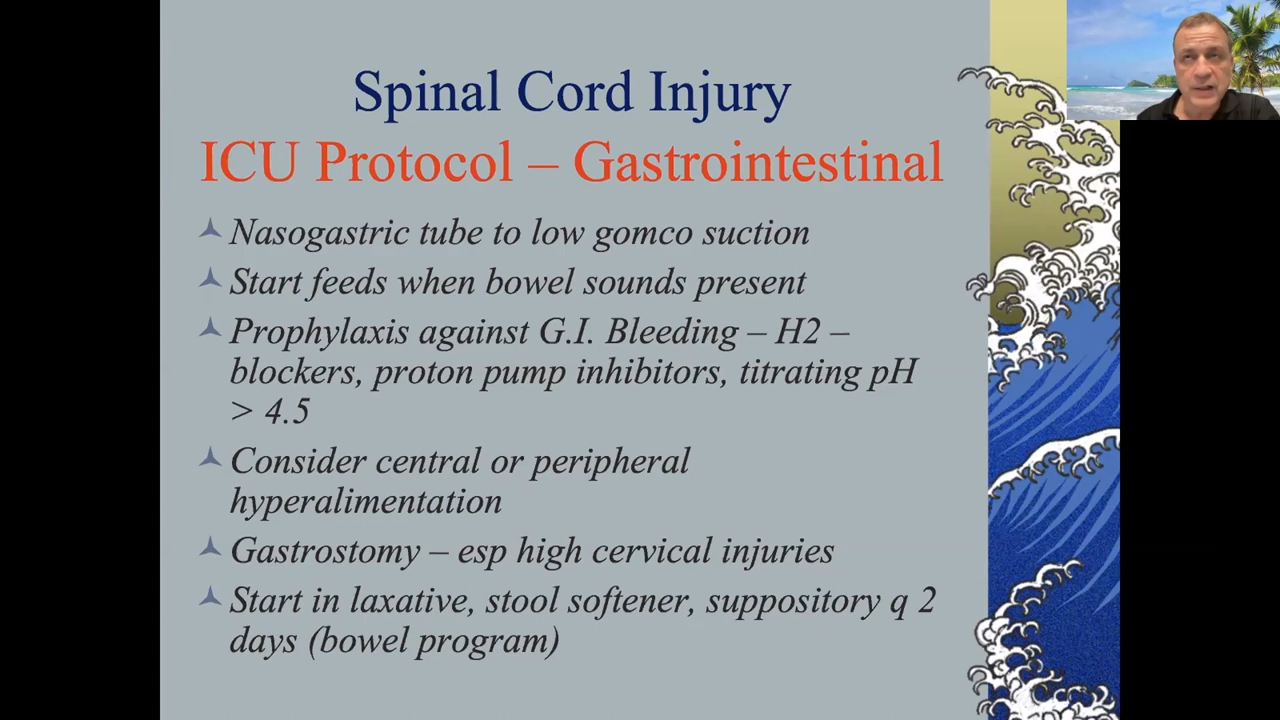 Spinal Cord Injury
ICU Protocol – Gastrointestinal
Nasogastric tube to low gomco suction
Start feeds when bowel sounds present
Prophylaxis against G.I. Bleeding – H2 –
blockers, proton pump inhibitors, titrating pH
> 4.5
Consider central or peripheral
hyperalimentation
Gastrostomy – esp high cervical injuries
Start in laxative, stool softener, suppository q 2
days (bowel program)